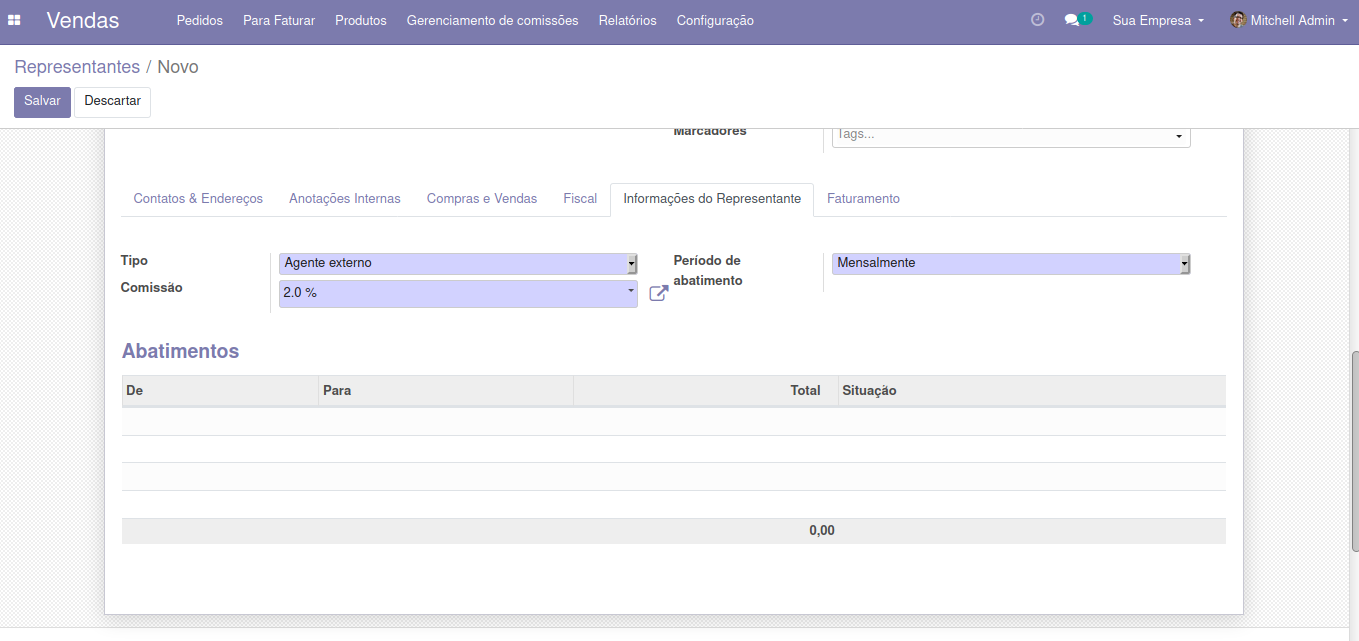 Vendas Pedidos Para Faturar Produtos Gerenciamento de comissões Relatórios Configuração 1 Sua Empresa Mitchell Admin
Representantes / Novo
Salvar Descartar
Marcadores Tags...
Contatos & Endereços Anotações Internas Compras e Vendas Fiscal Informações do Representante Faturamento
Tipo Agente externo Período de abatimento Mensalmente
Comissão 2.0 %
Abatimentos
De Para Total Situação
0,00